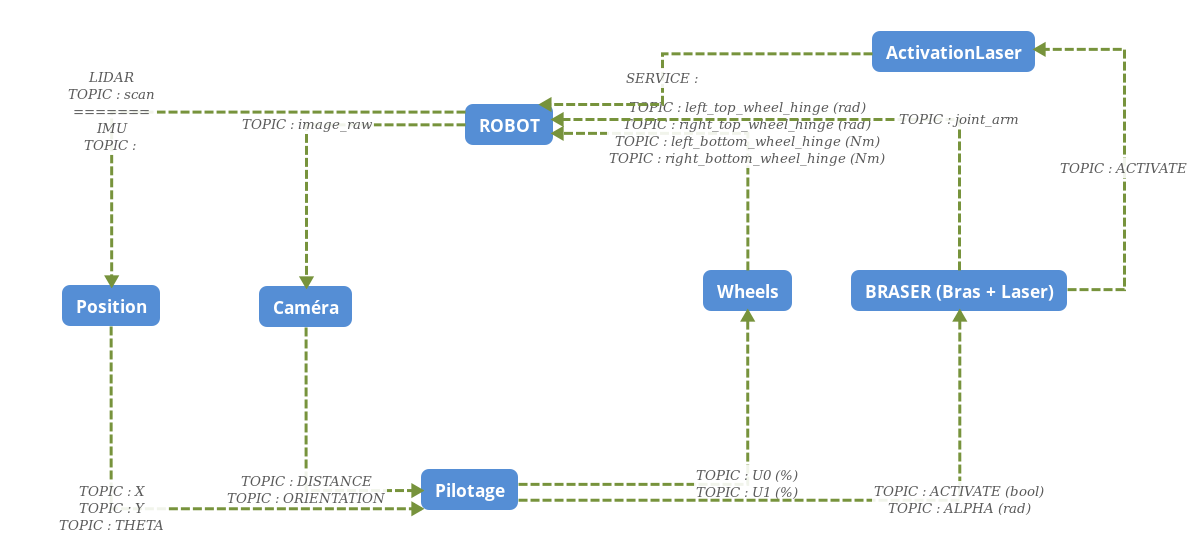 ActivationLaser
LIDAR
TOPIC : scan
=======
IMU
TOPIC :
SERVICE :
TOPIC : image_raw
ROBOT
TOPIC : left_top_wheel_hinge (rad)
TOPIC : right_top_wheel_hinge (rad)
TOPIC : left_bottom_wheel_hinge (Nm)
TOPIC : right_bottom_wheel_hinge (Nm)
TOPIC : joint_arm
TOPIC : ACTIVATE
Position
Caméra
Wheels
BRASER (Bras + Laser)
TOPIC : X
TOPIC : Y
TOPIC : THETA
TOPIC : DISTANCE
TOPIC : ORIENTATION
Pilotage
TOPIC : U0 (%)
TOPIC : U1 (%)
TOPIC : ACTIVATE (bool)
TOPIC : ALPHA (rad)